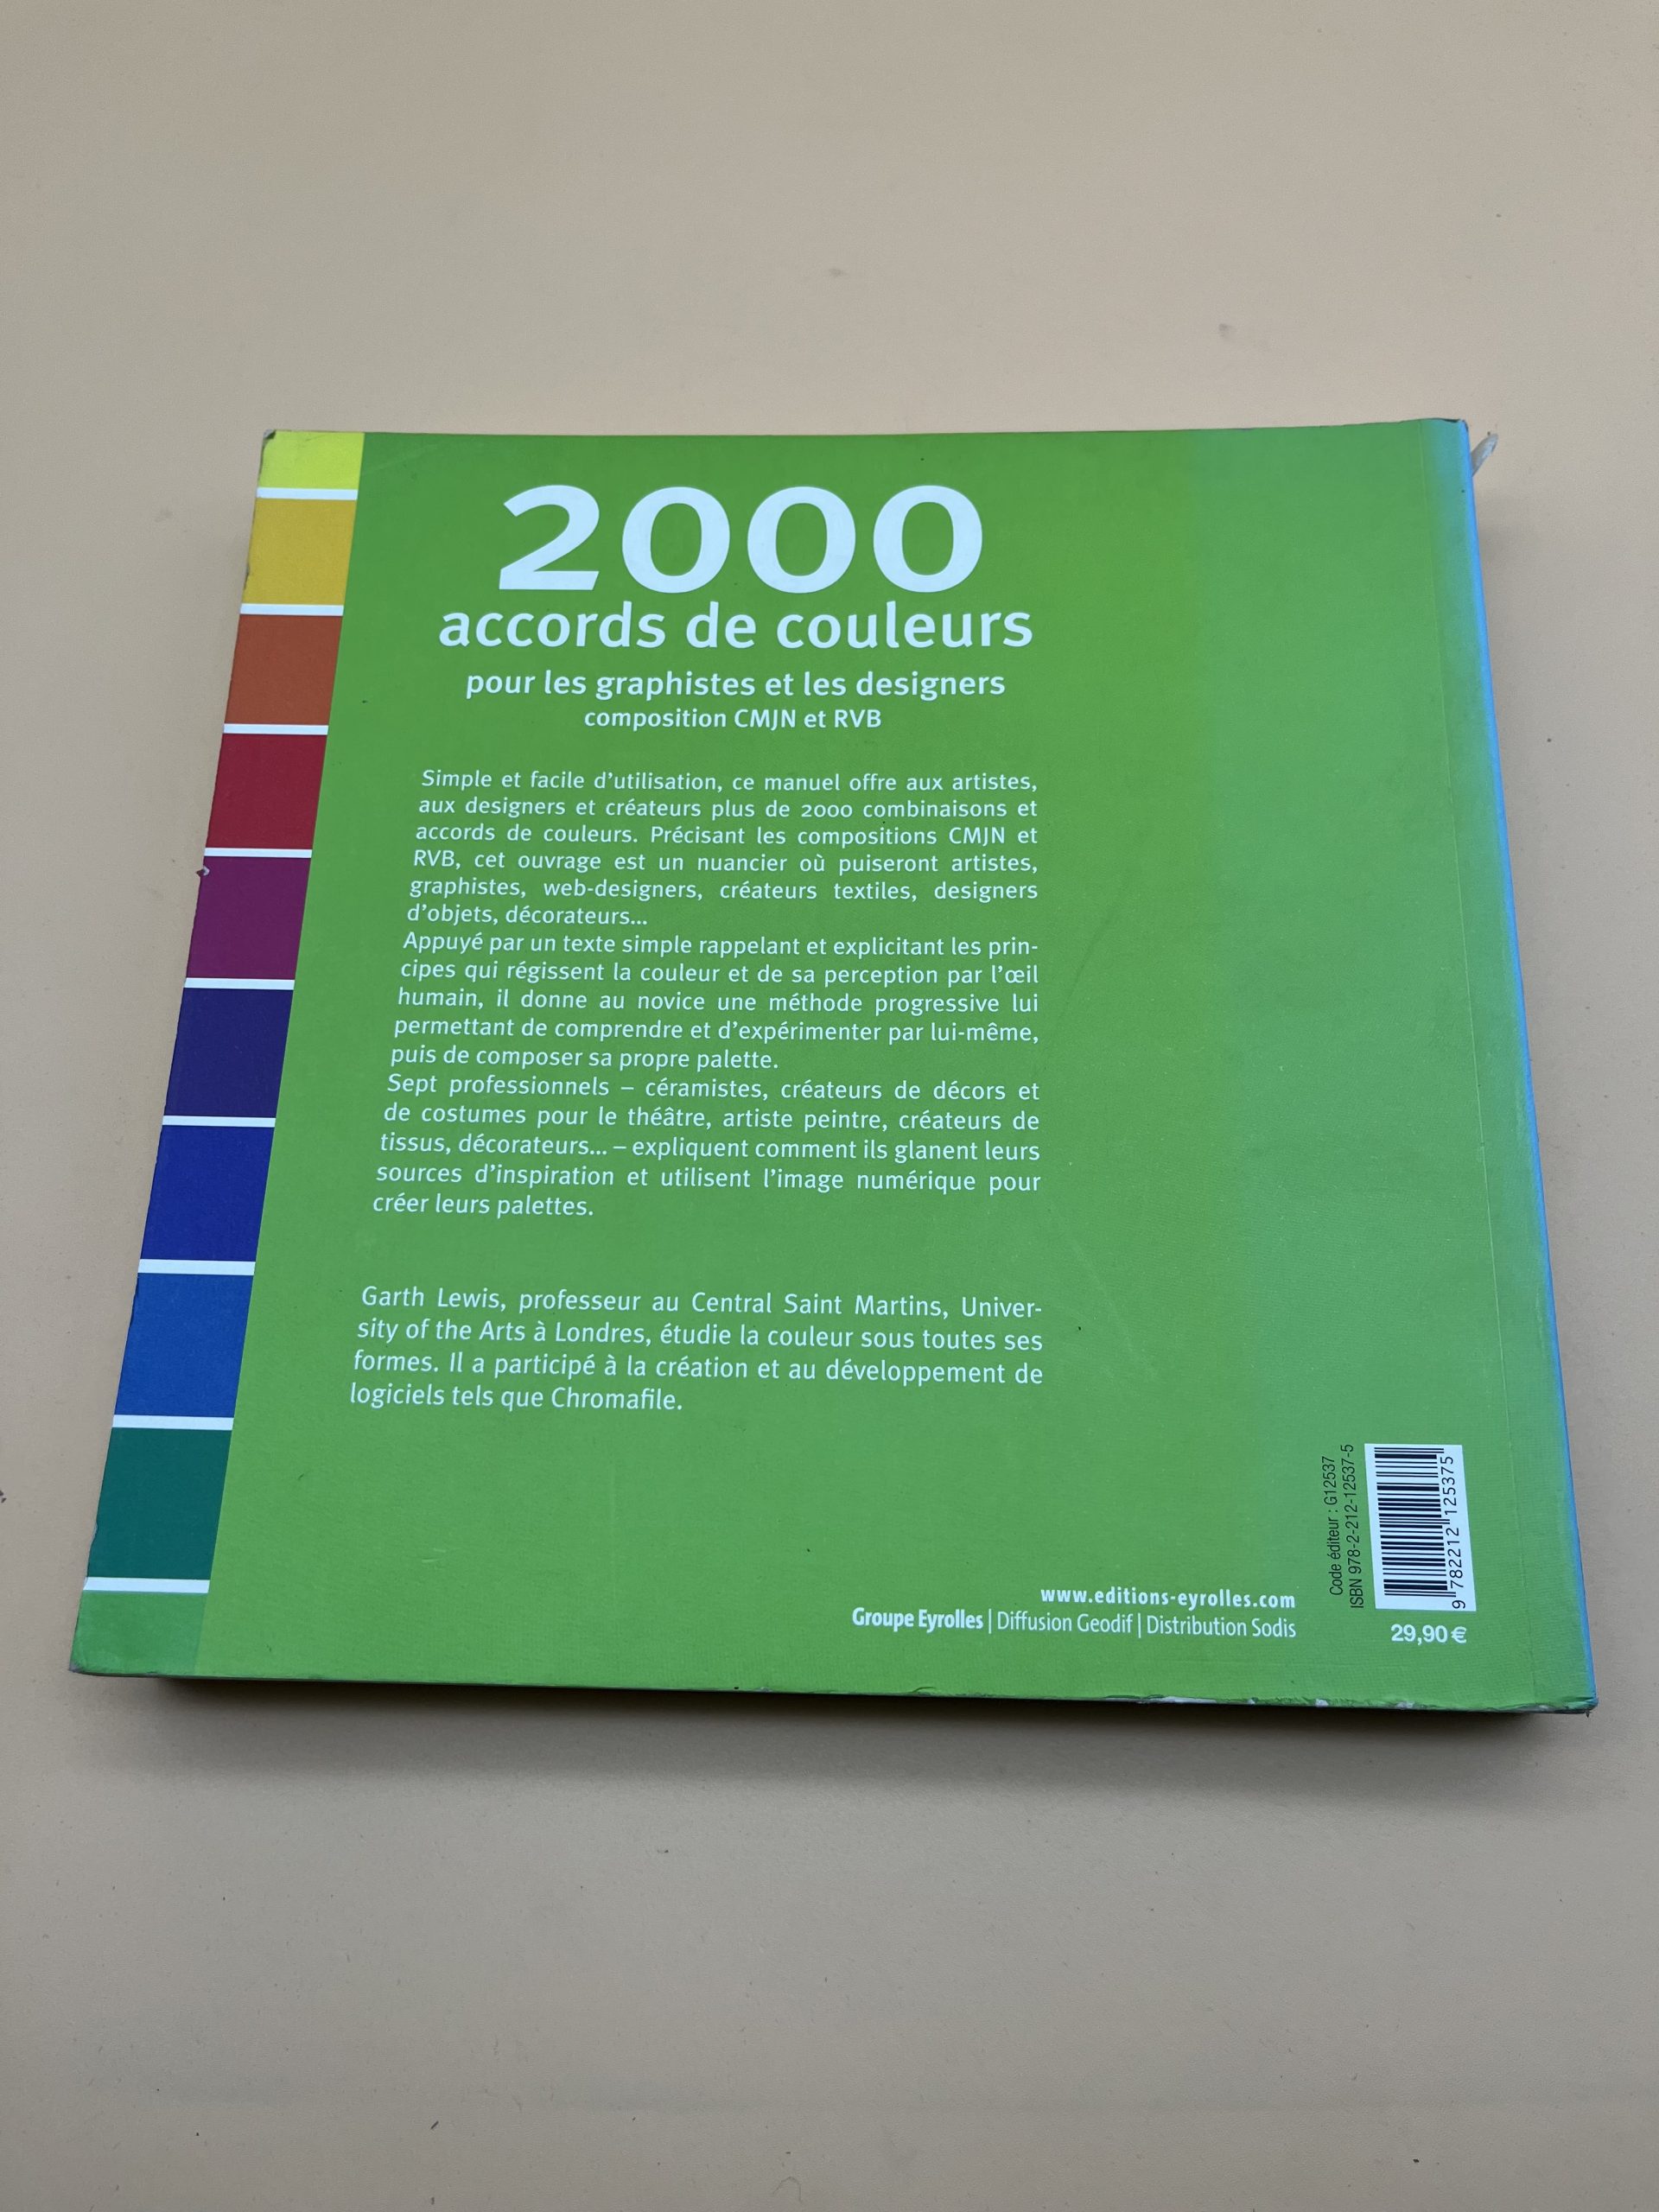 2000
accords de couleurs
pour les graphistes et les designers
composition CMJN et RVB
Simple et facile d’utilisation, ce manuel offre aux artistes,
aux designers et créateurs plus de 2000 combinaisons et
accords de couleurs. Précisant les compositions CMJN et
RVB, cet ouvrage est un nuancier où puiseront artistes,
graphistes, web-designers, créateurs textiles, designers
d’objets, décorateurs...
Appuyé par un texte simple rappelant et explicitant les prin-
cipes qui régissent la couleur et de sa perception par l’œil
humain, il donne au novice une méthode progressive lui
permettant de comprendre et d’expérimenter par lui-même,
puis de composer sa propre palette.
Sept professionnels – céramistes, créateurs de décors et
de costumes pour le théâtre, artiste peintre, créateurs de
tissus, décorateurs... – expliquent comment ils glanent leurs
sources d’inspiration et utilisent l’image numérique pour
créer leurs palettes.
Garth Lewis, professeur au Central Saint Martins, Univer-
sity of the Arts à Londres, étudie la couleur sous toutes ses
formes. Il a participé à la création et au développement de
logiciels tels que Chromafile.
www.editions-eyrolles.com
Groupe Eyrolles | Diffusion Geodif | Distribution Sodis
Code éditeur : G12537
ISBN 978-2-212-12537-5
9 782212 125375
29,90 €